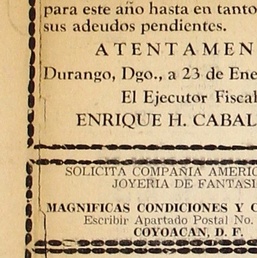 para este año hasta en tanto
sus adeudos pendientes.
ATENTAMEN
Durango, Dgo., a 23 de Ene
El Ejecutor Fiscal
ENRIQUE H. CABAL
SOLICITA COMPAÑIA AMERIC
JOYERIA DE FANTASI
MAGNIFICAS CONDICIONES Y C
Escribir Apartado Postal No.
COYOACAN, D. F.